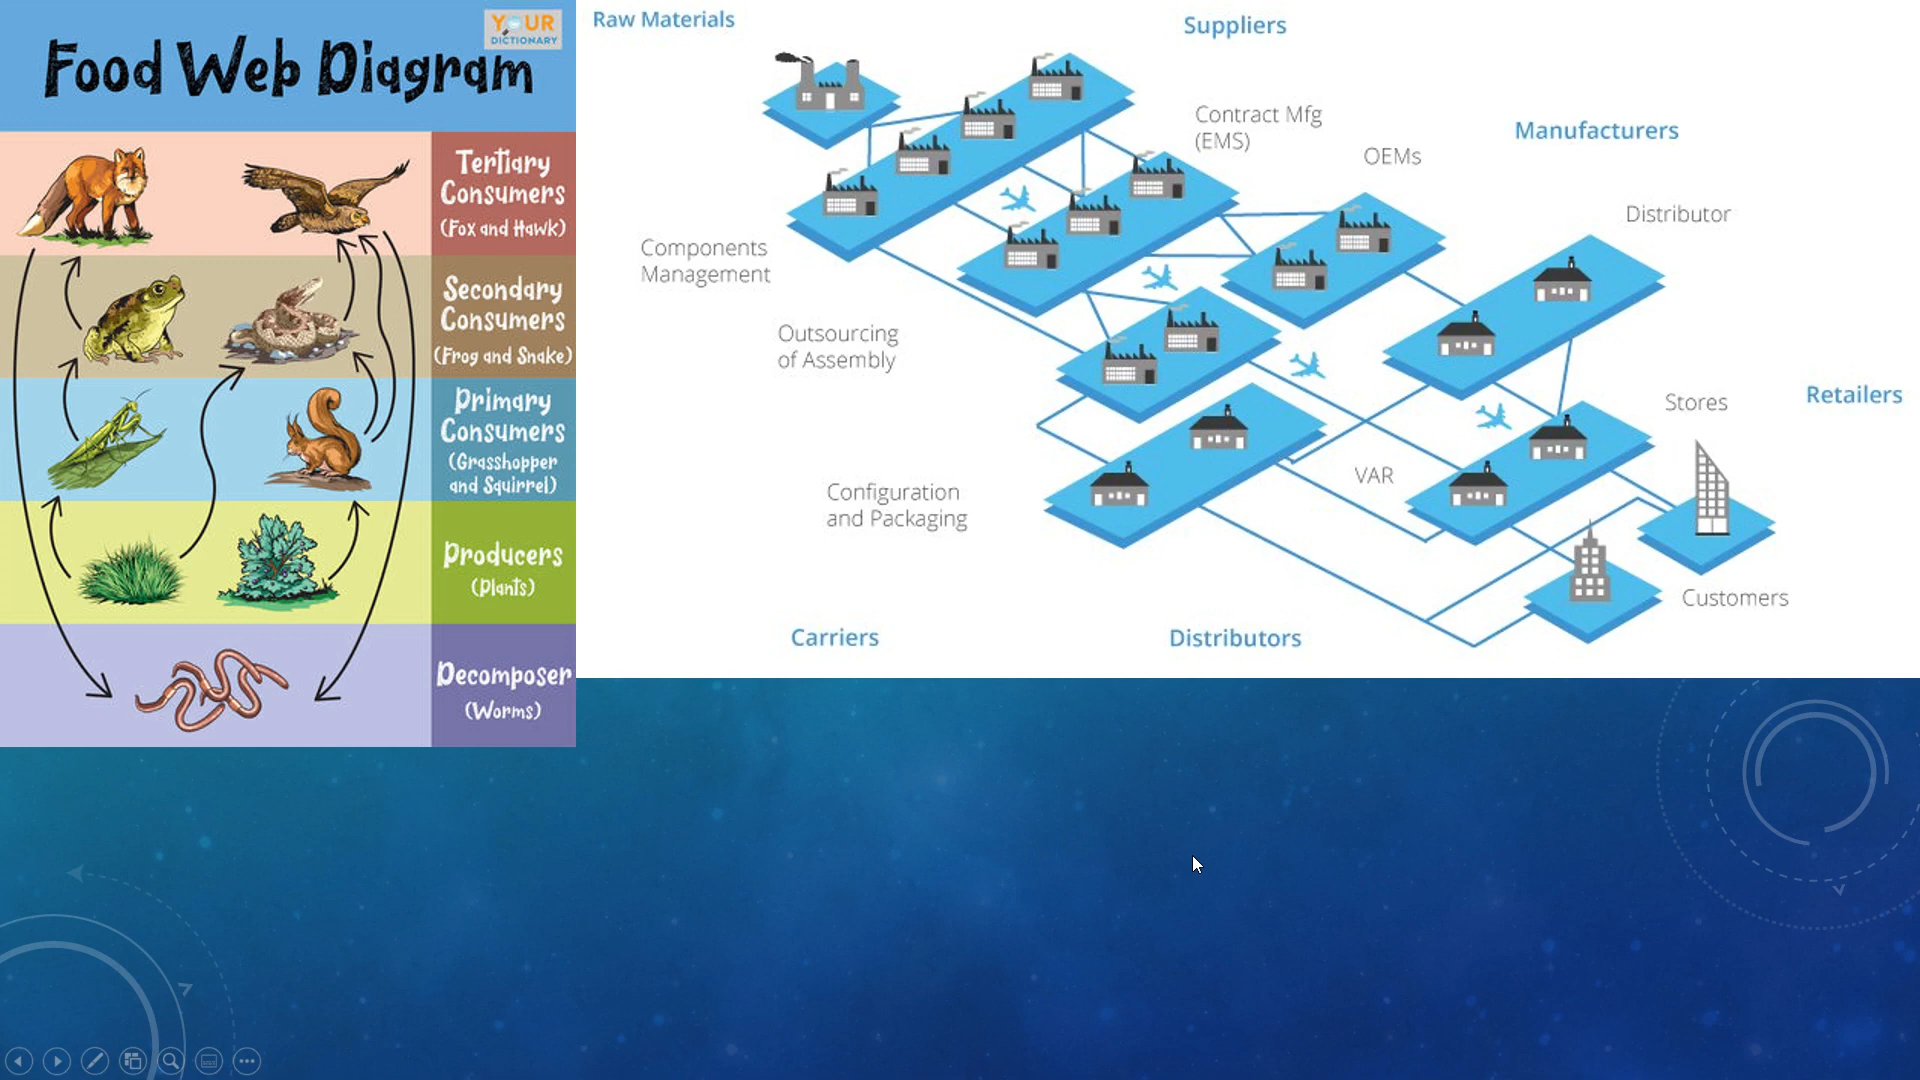 YOUR
DICTIONARY
Food Web Diagram
Tertiary
Consumers
(Fox and Hawk)
Secondary
Consumers
(Frog and Snake)
Primary
Consumers
(Grasshopper
and Squirrel)
Producers
(Plants)
Decomposer
(Worms)
Raw Materials
Suppliers
Contract Mfg
(EMS)
Manufacturers
OEMs
Distributor
Components
Management
Outsourcing
of Assembly
Stores
Retailers
VAR
Configuration
and Packaging
Customers
Carriers
Distributors